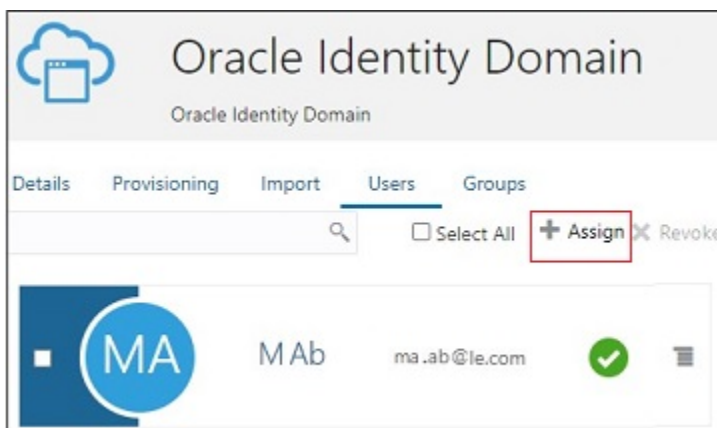 Oracle Identity Domain
Oracle Identity Domain
Details Provisioning Import Users Groups
Select All Assign Revoke
MA M Ab ma.ab@le.com